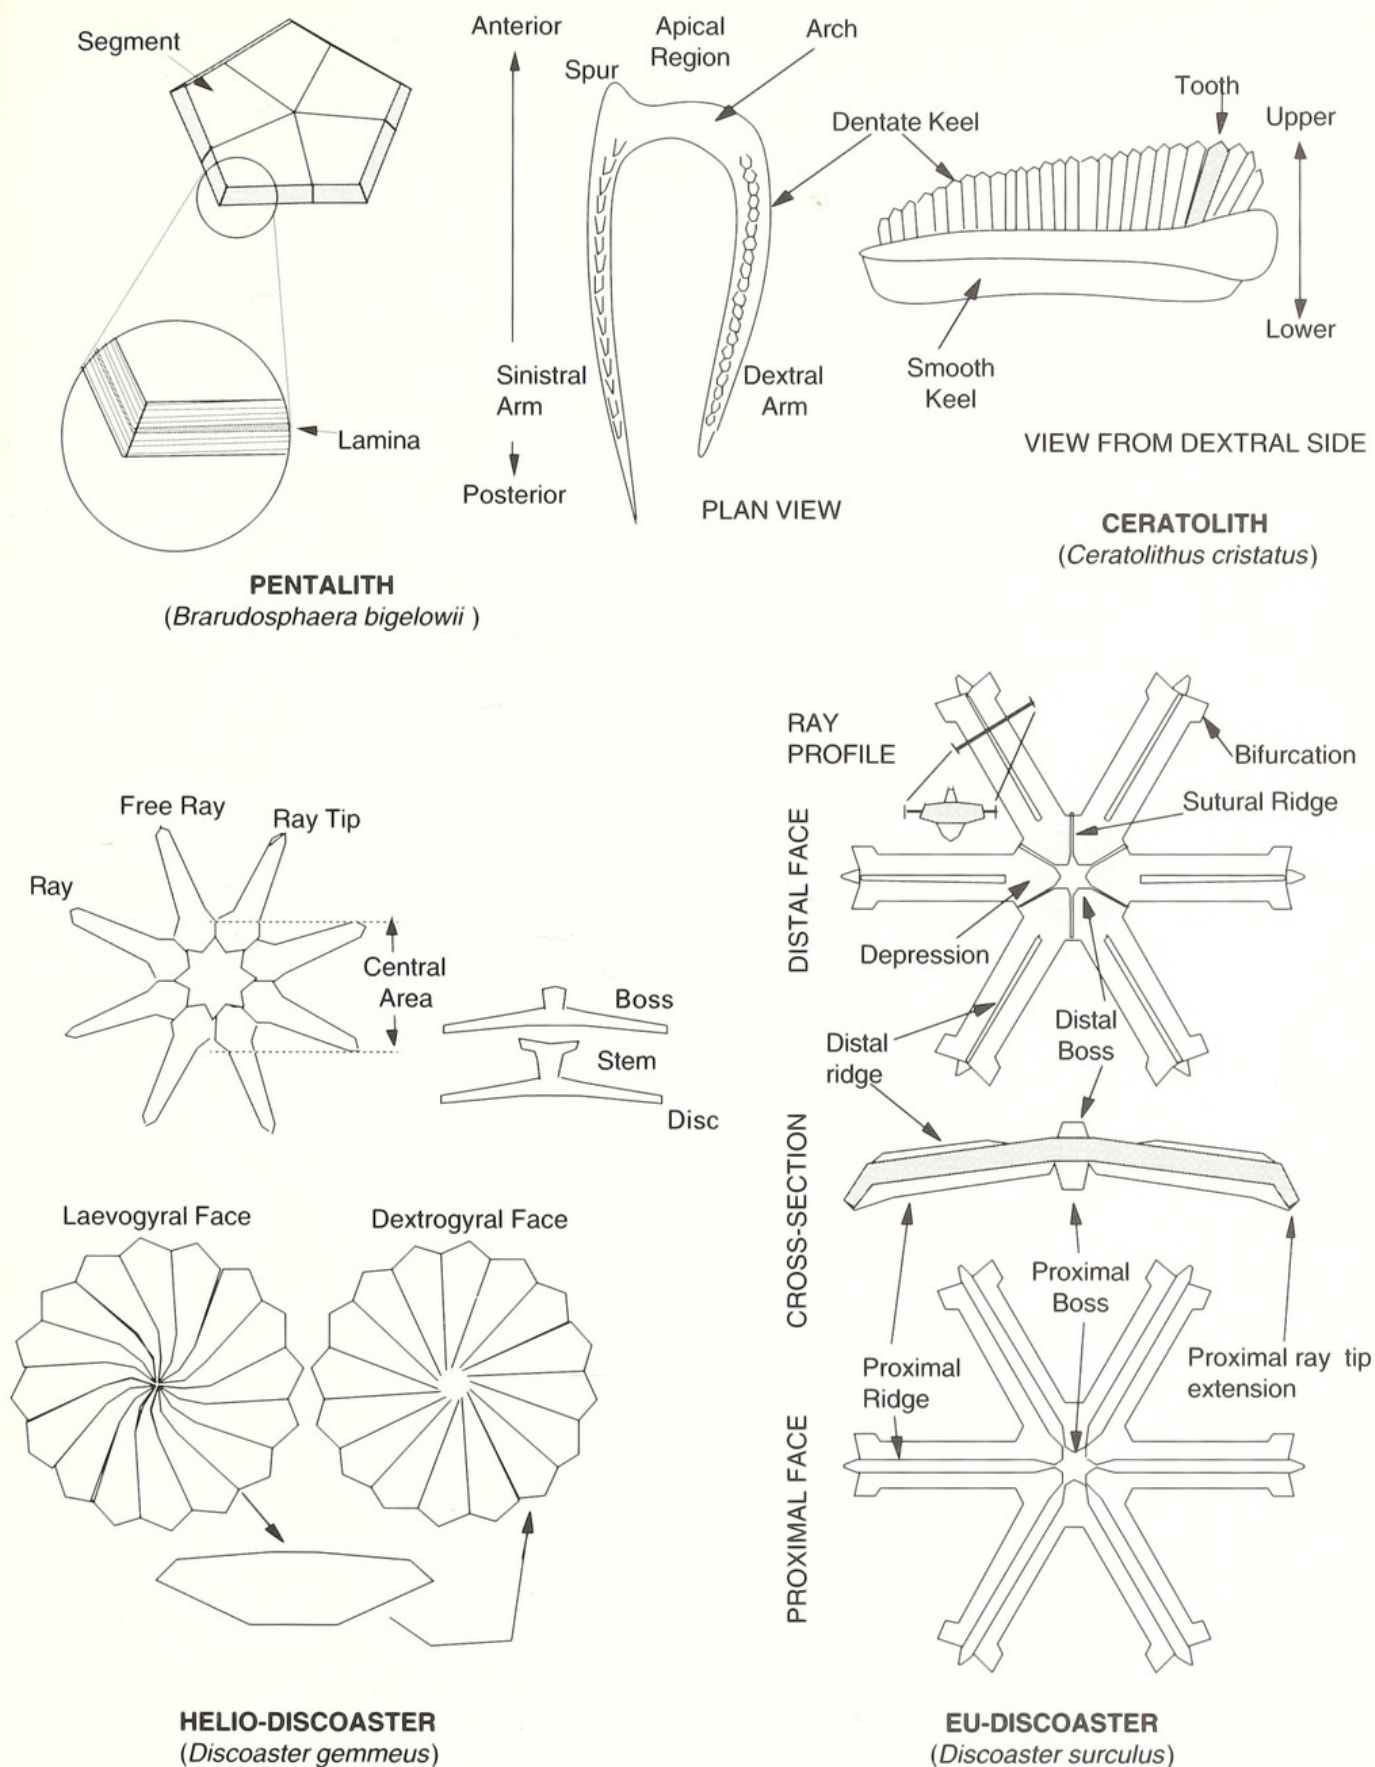 Segment
Lamina
PENTALITH
(Brarudosphaera bigelowii )
Anterior
Apical
Region
Arch
Spur
Dentate Keel
Sinistral
Arm
Dextral
Arm
Posterior
PLAN VIEW
Tooth
Upper
Lower
Smooth
Keel
VIEW FROM DEXTRAL SIDE
CERATOLITH
(Ceratolithus cristatus)
Free Ray
Ray Tip
Ray
Central
Area
Boss
Stem
Disc
Laevogyral Face
Dextrogyral Face
HELIO-DISCOASTER
(Discoaster gemmeus)
RAY
PROFILE
Bifurcation
Sutural Ridge
DISTAL FACE
Depression
Distal
Boss
Distal
ridge
CROSS-SECTION
Proximal
Boss
Proximal
Ridge
Proximal ray tip
extension
PROXIMAL FACE
EU-DISCOASTER
(Discoaster surculus)